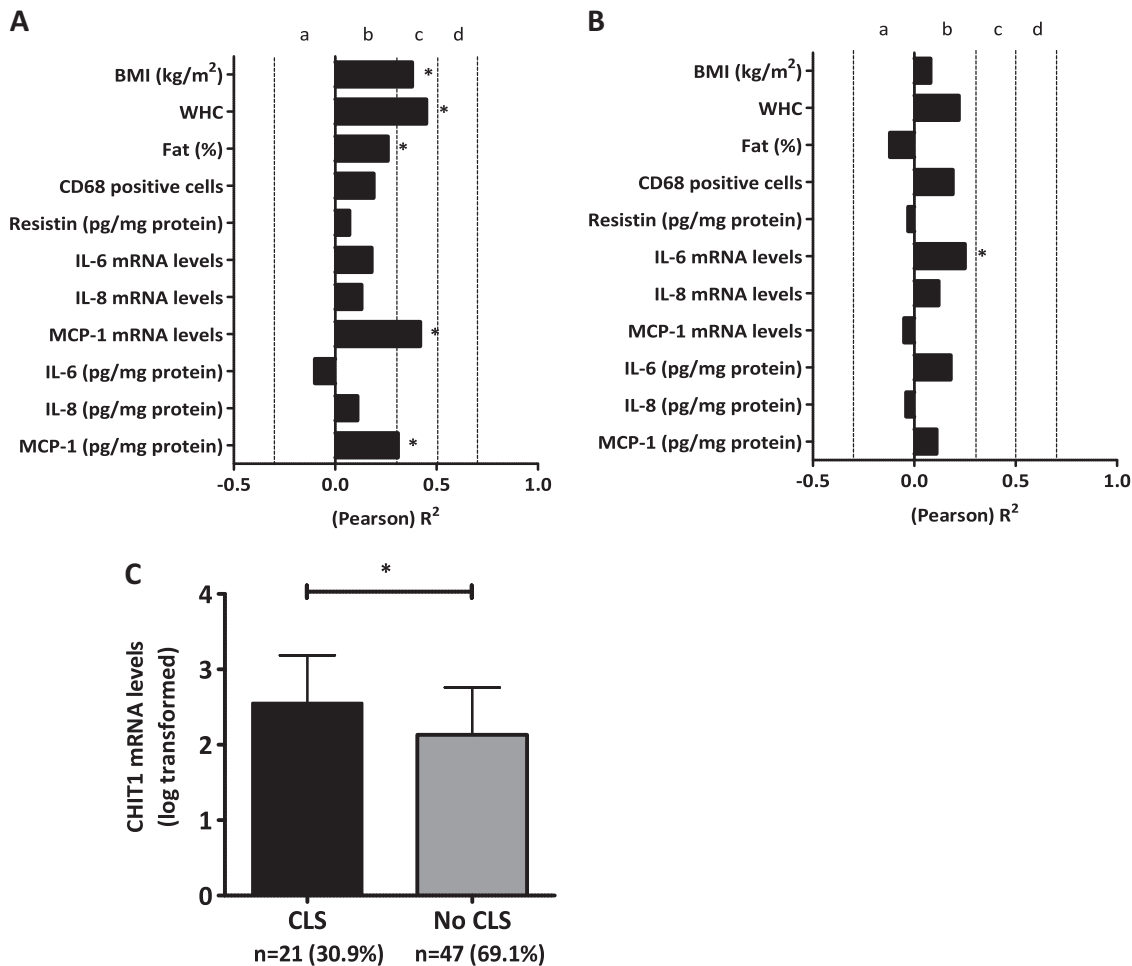 A
a b c d
BMI (kg/m²) *
WHC *
Fat (%) *
CD68 positive cells
Resistin (pg/mg protein)
IL-6 mRNA levels
IL-8 mRNA levels
MCP-1 mRNA levels *
IL-6 (pg/mg protein)
IL-8 (pg/mg protein)
MCP-1 (pg/mg protein) *
-0.5 0.0 0.5 1.0
(Pearson) R²
B
a b c d
BMI (kg/m²)
WHC
Fat (%)
CD68 positive cells
Resistin (pg/mg protein)
IL-6 mRNA levels *
IL-8 mRNA levels
MCP-1 mRNA levels
IL-6 (pg/mg protein)
IL-8 (pg/mg protein)
MCP-1 (pg/mg protein)
-0.5 0.0 0.5 1.0
(Pearson) R²
C
*
CHIT1 mRNA levels
(log transformed)
4
3
2
1
0
CLS No CLS
n=21 (30.9%) n=47 (69.1%)